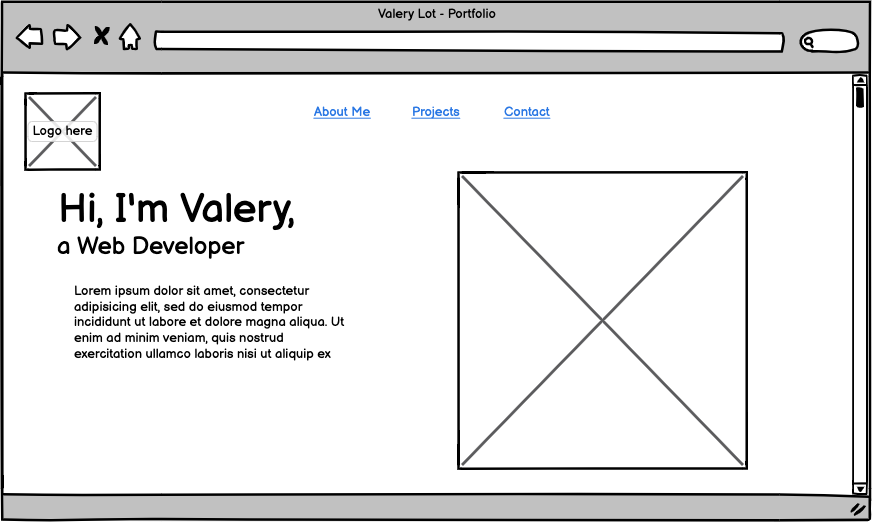 Valery Lot - Portfolio
Logo here
About Me
Projects
Contact
Hi, I'm Valery,
a Web Developer
Lorem ipsum dolor sit amet, consectetur
adipisicing elit, sed do eiusmod tempor
incididunt ut labore et dolore magna aliqua. Ut
enim ad minim veniam, quis nostrud
exercitation ullamco laboris nisi ut aliquip ex